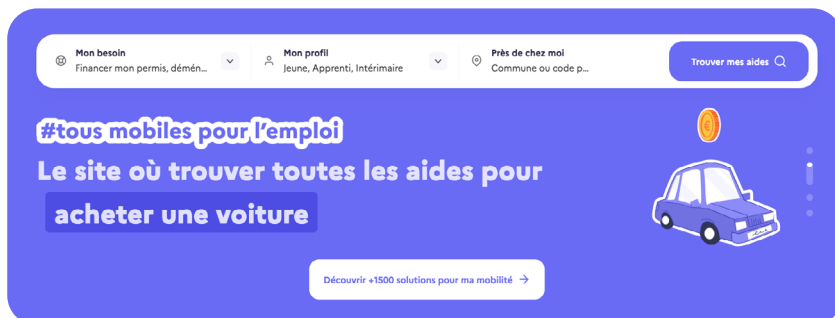 Mon besoin
Financer mon permis, démén...
Mon profil
Jeune, Apprenti, Intérimaire
Près de chez moi
Commune ou code p...
Trouver mes aides
#tous mobiles pour l'emploi
Le site où trouver toutes les aides pour
acheter une voiture
Découvrir +1500 solutions pour ma mobilité →